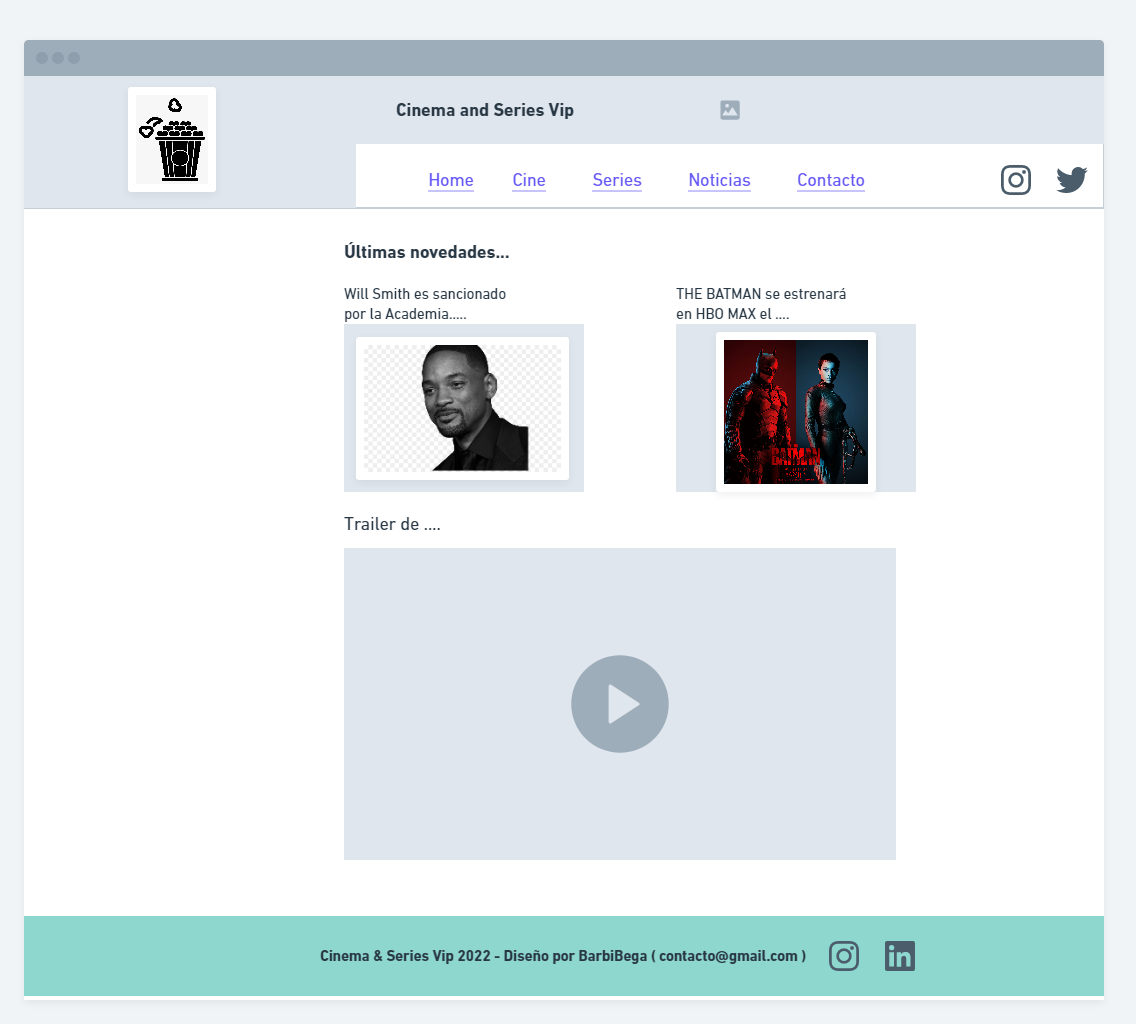 Cinema and Series Vip
Home Cine Series Noticias Contacto
Últimas novedades...
Will Smith es sancionado
por la Academia.....
THE BATMAN se estrenará
en HBO MAX el ....
Trailer de ....
Cinema & Series Vip 2022 - Diseño por BarbiBega ( contacto@gmail.com )